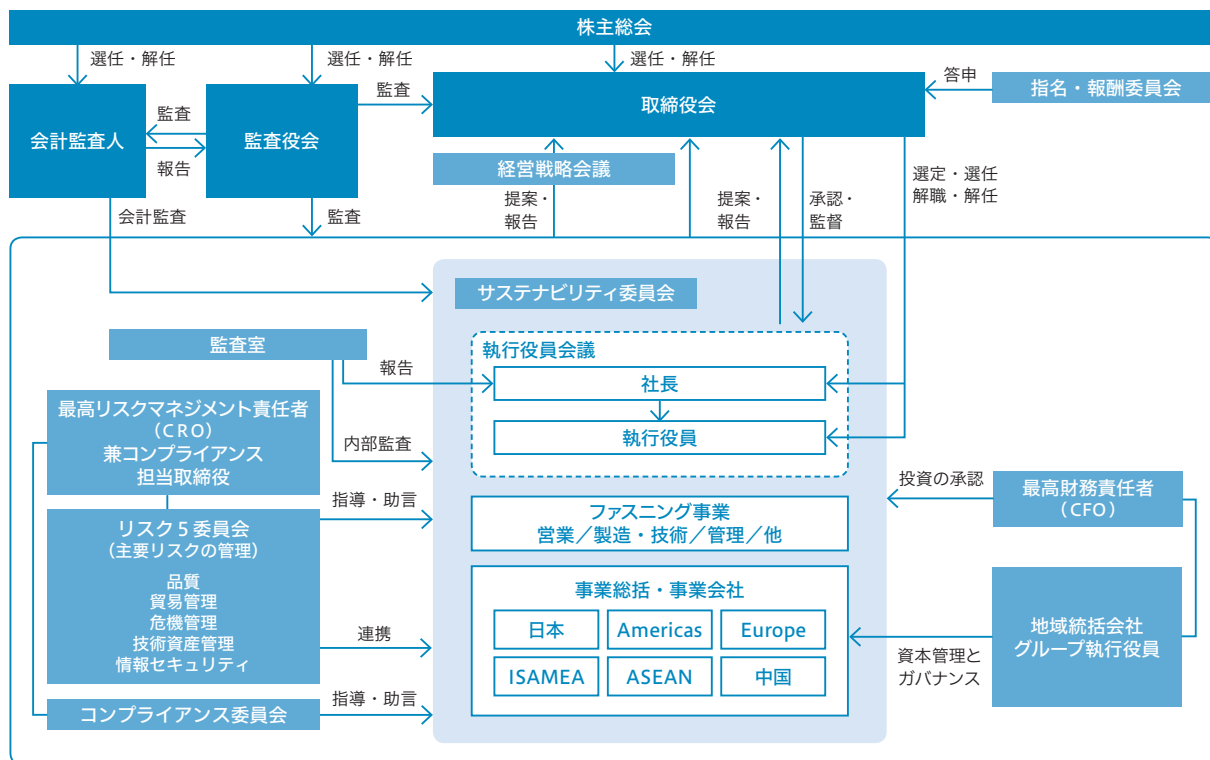 株主総会
選任・解任
選任・解任
選任・解任
会計監査人
監査
報告
監査役会
監査
取締役会
答申
指名・報酬委員会
経営戦略会議
会計監査
監査
提案・
報告
提案・
報告
承認・
監督
選定・選任
解職・解任
サステナビリティ委員会
監査室
報告
内部監査
執行役員会議
社長
執行役員
最高リスクマネジメント責任者
(CRO)
兼コンプライアンス
担当取締役
指導・助言
リスク5委員会
(主要リスクの管理)
品質
貿易管理
危機管理
技術資産管理
情報セキュリティ
連携
コンプライアンス委員会
指導・助言
ファスニング事業
営業/製造・技術/管理/他
事業総括・事業会社
日本
Americas
Europe
ISAMEA
ASEAN
中国
投資の承認
最高財務責任者
(CFO)
資本管理と
ガバナンス
地域統括会社
グループ執行役員